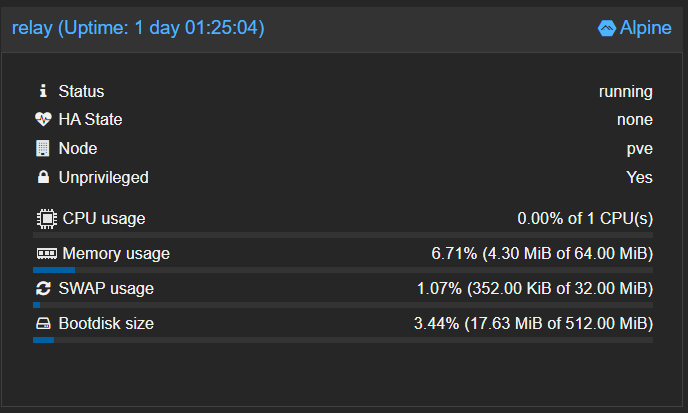 relay (Uptime: 1 day 01:25:04) Alpine
Status running
HA State none
Node pve
Unprivileged Yes
CPU usage 0.00% of 1 CPU(s)
Memory usage 6.71% (4.30 MiB of 64.00 MiB)
SWAP usage 1.07% (352.00 KiB of 32.00 MiB)
Bootdisk size 3.44% (17.63 MiB of 512.00 MiB)